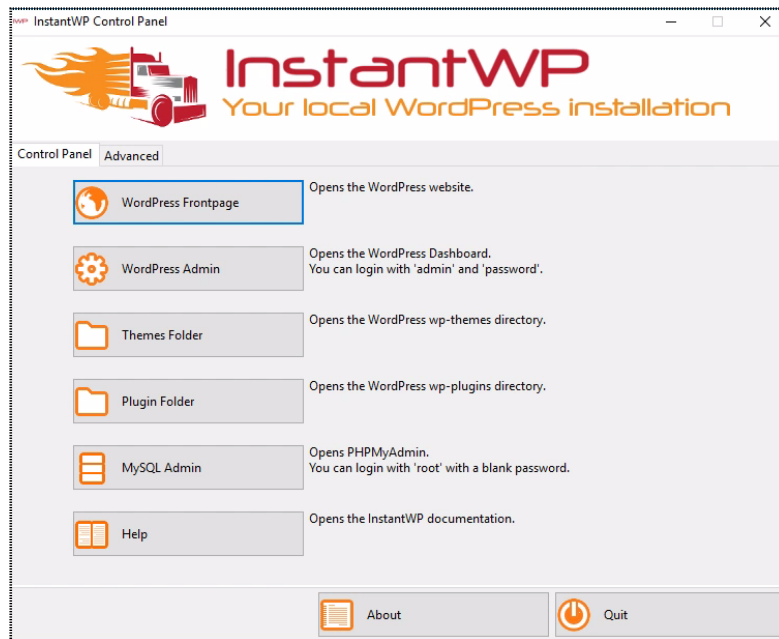 IWP InstantWP Control Panel
InstantWP
Your local WordPress installation
Control Panel Advanced
WordPress Frontpage
Opens the WordPress website.
WordPress Admin
Opens the WordPress Dashboard.
You can login with 'admin' and 'password'.
Themes Folder
Opens the WordPress wp-themes directory.
Plugin Folder
Opens the WordPress wp-plugins directory.
MySQL Admin
Opens PHPMyAdmin.
You can login with 'root' with a blank password.
Help
Opens the InstantWP documentation.
About Quit